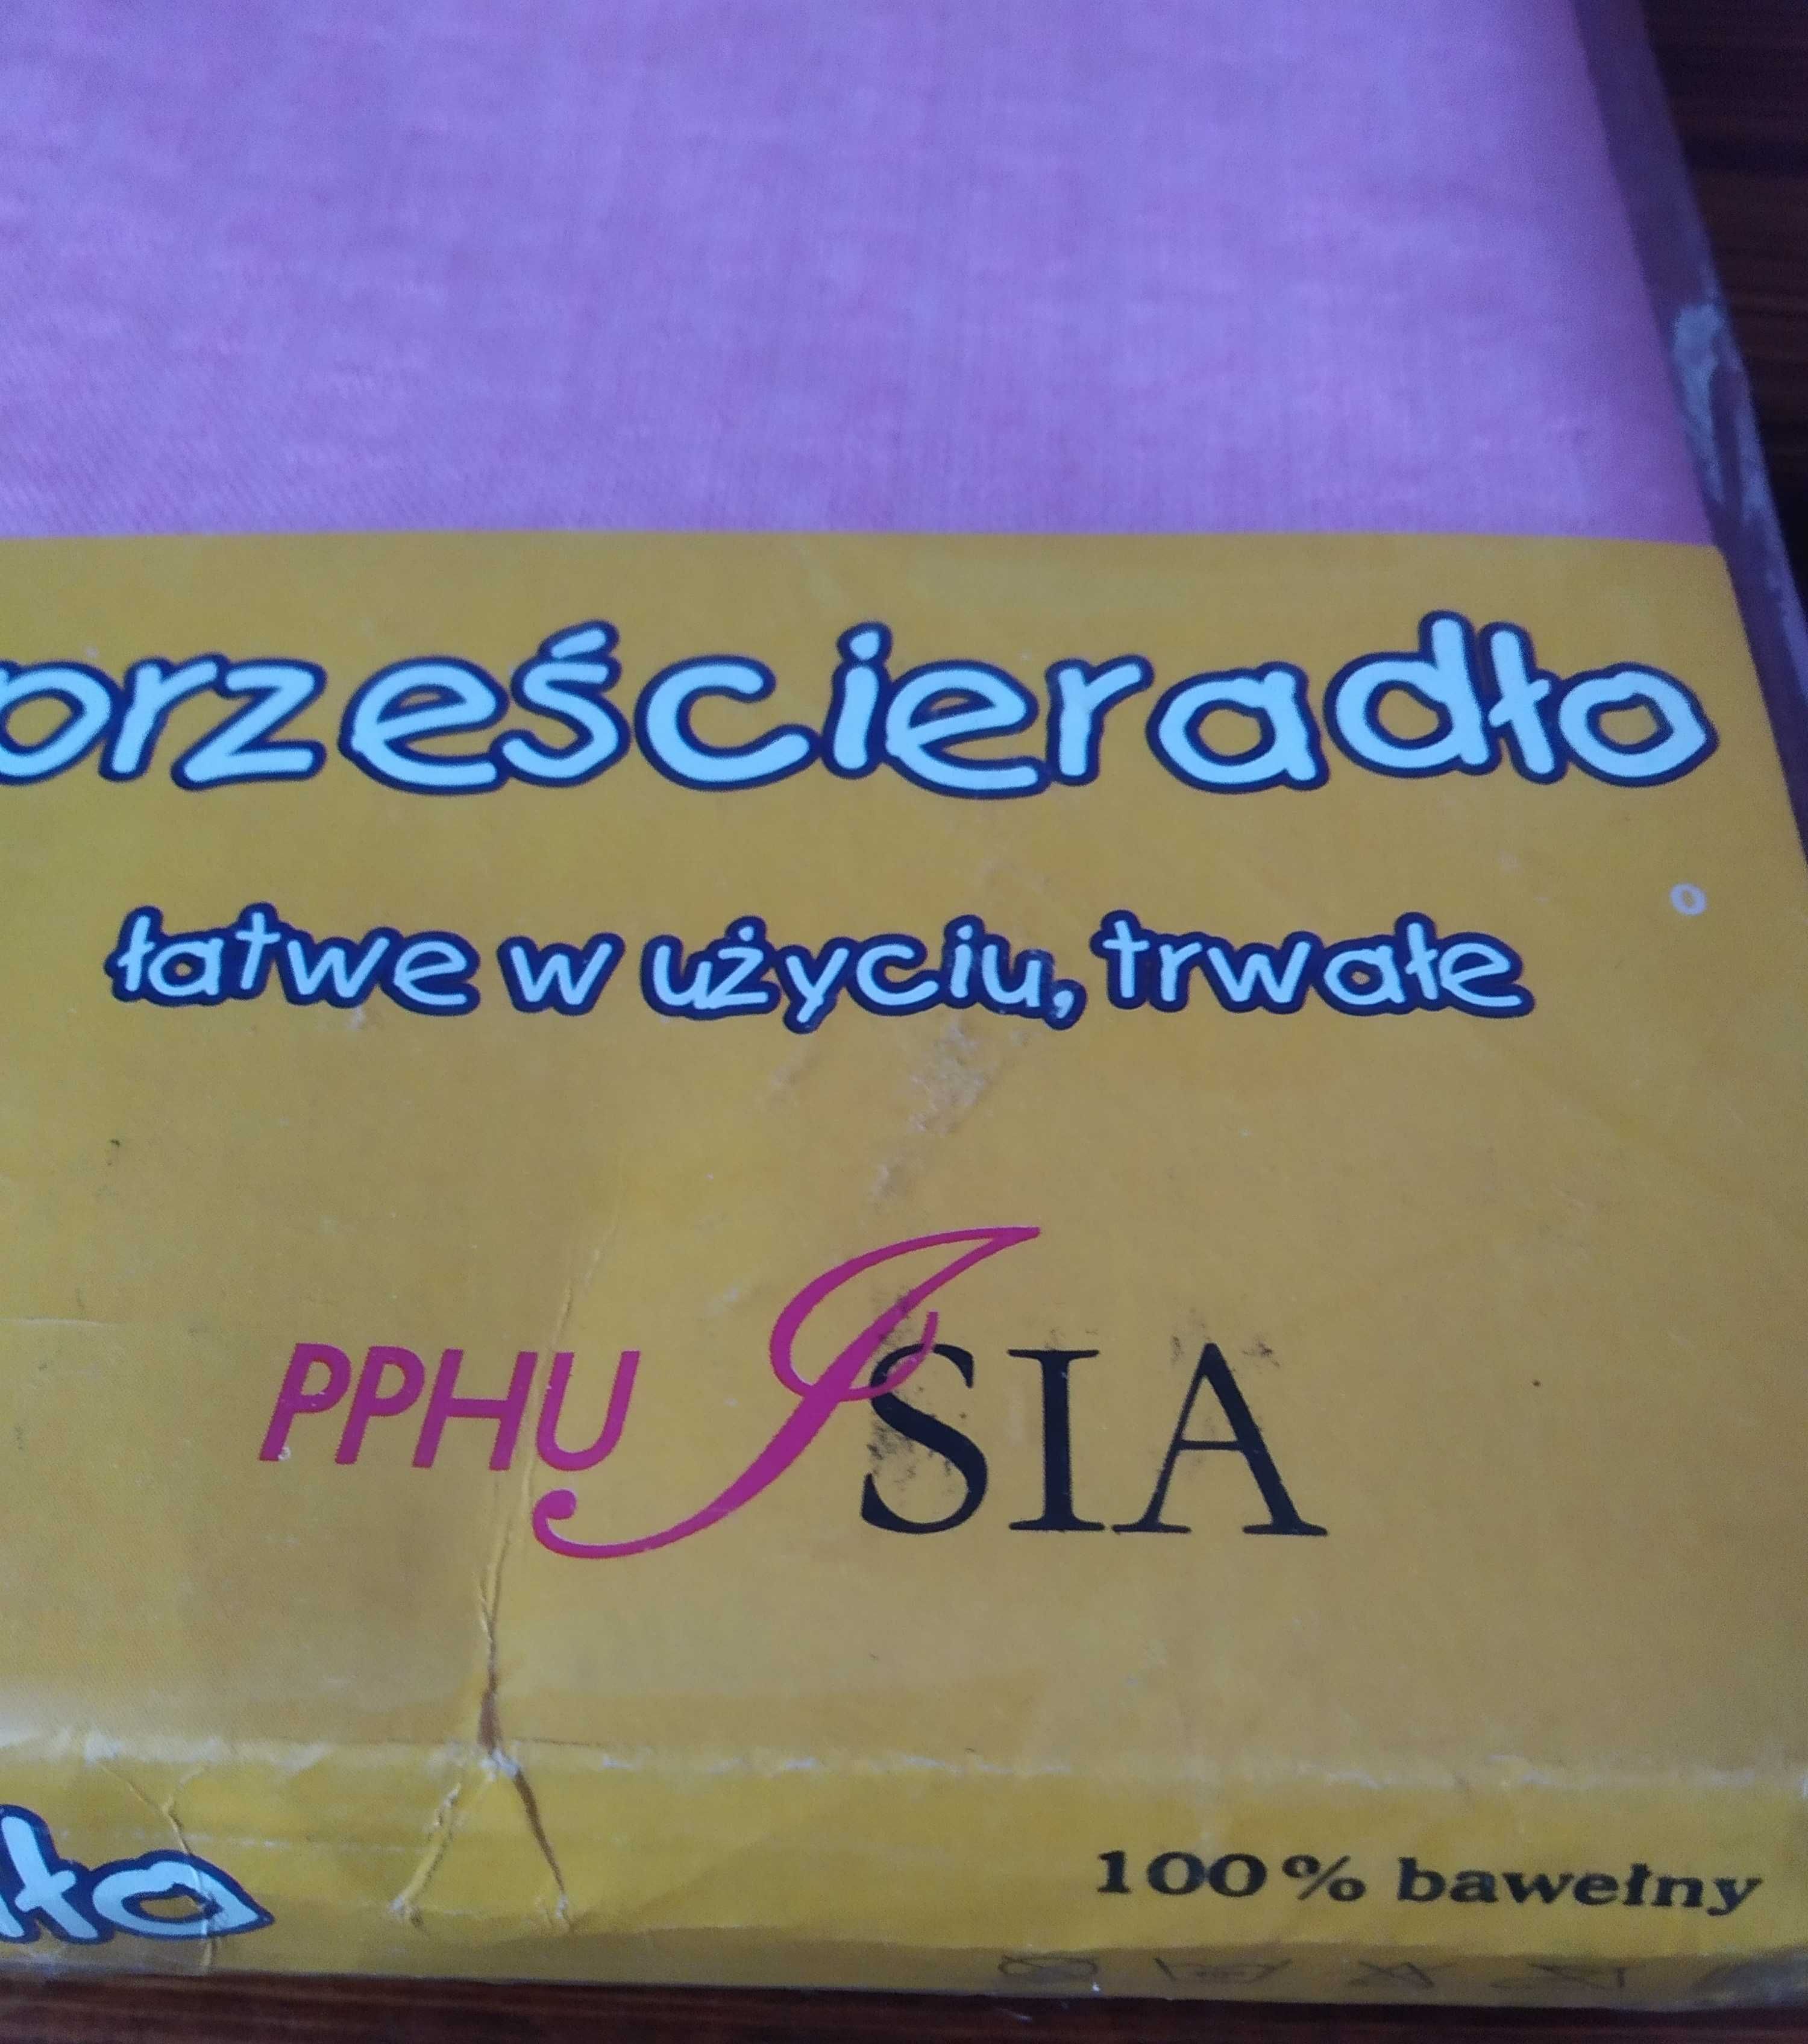 prześcieradło
łatwe w użyciu, trwałe
PPHU JSIA
100% bawełny